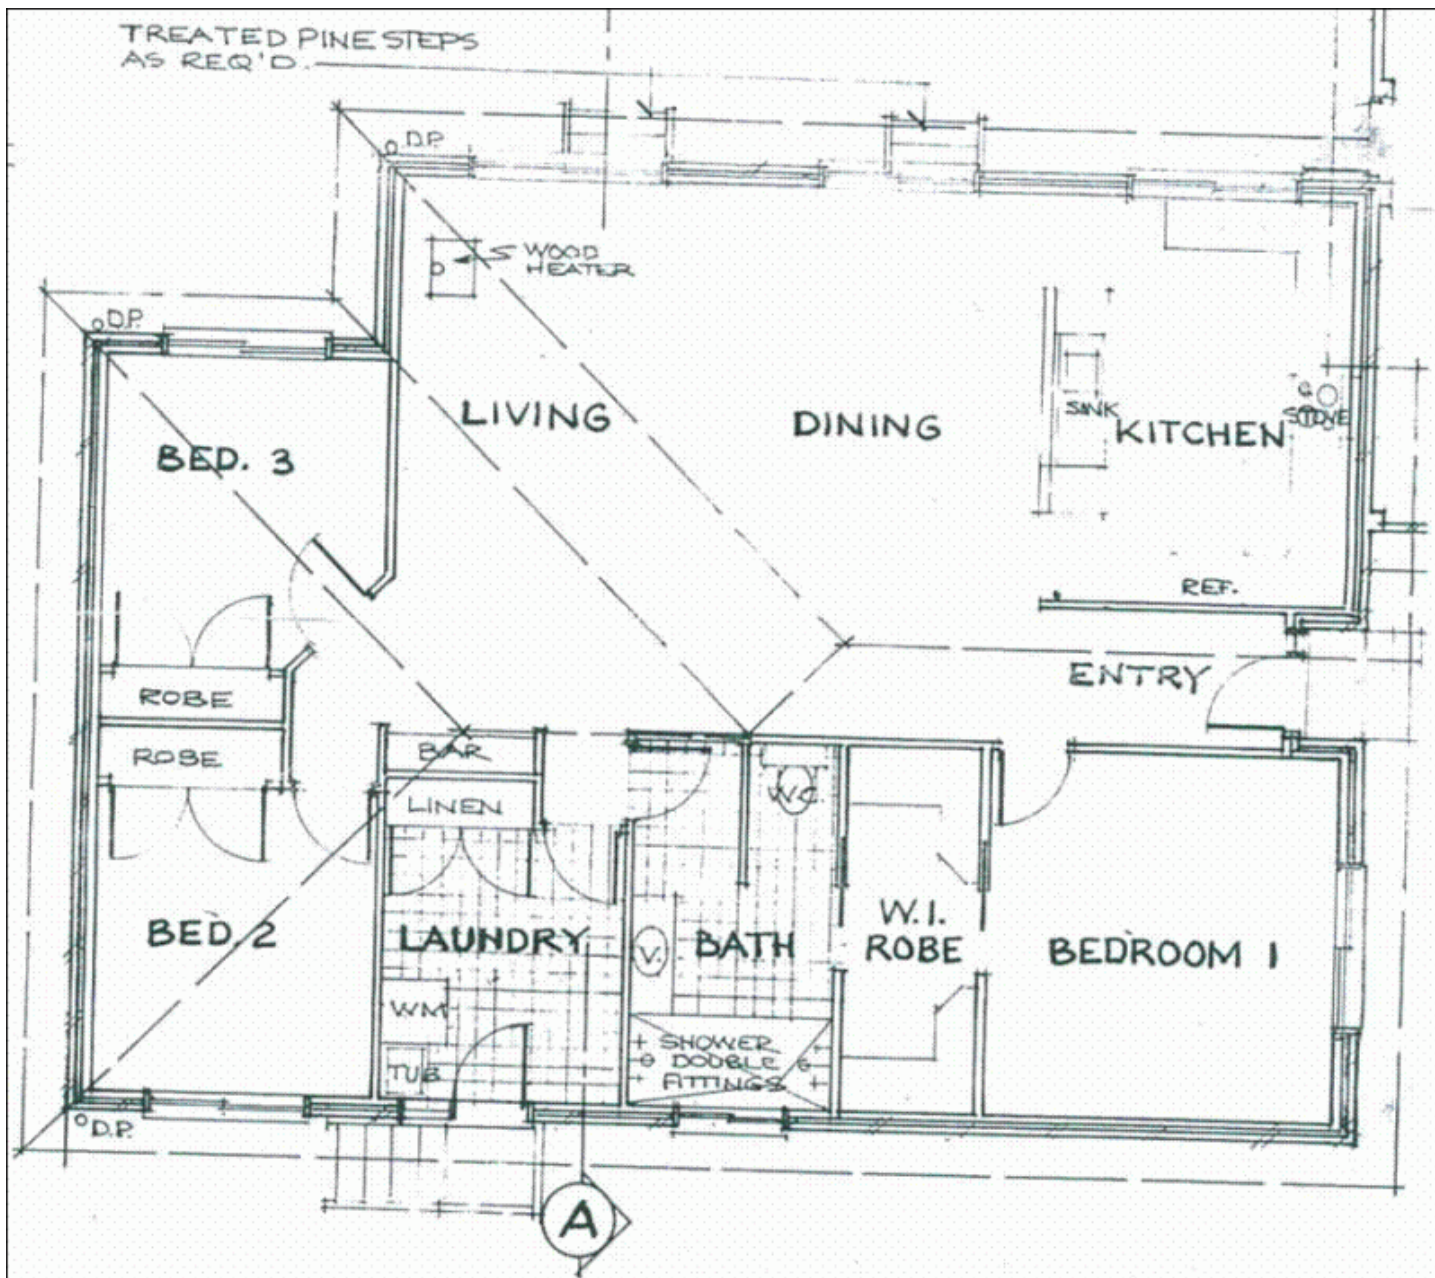 TREATED PINE STEPS
AS REQ'D.
D.P.
WOOD
HEATER
D.P.
LIVING
DINING
SINK
KITCHEN
STOVE
BED. 3
REF.
ENTRY
ROBE
ROBE
BAR
LINEN
W.C.
BED. 2
LAUNDRY
V.
BATH
W.I.
ROBE
BEDROOM 1
WM
TUB
SHOWER
DOUBLE
FITTINGS
D.P.
A